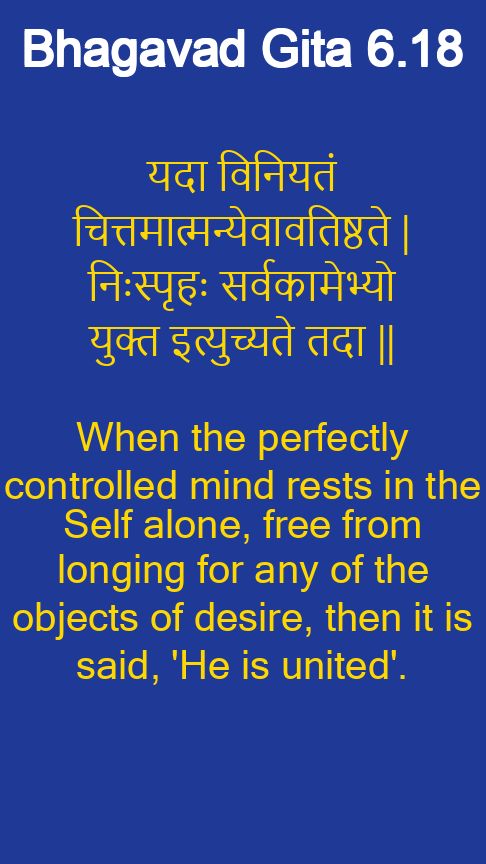 Bhagavad Gita 6.18
यदा विनियतं
चित्तमात्मन्येवावतिष्ठते |
निःस्पृहः सर्वकामेभ्यो
युक्त इत्युच्यते तदा ||
When the perfectly
controlled mind rests in the
Self alone, free from
longing for any of the
objects of desire, then it is
said, 'He is united'.